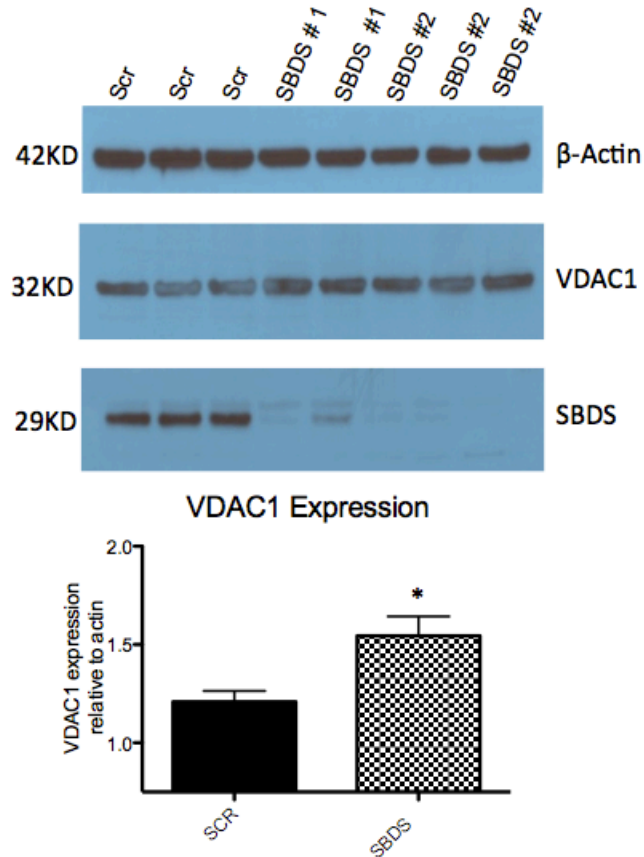 Scr Scr Scr SBDS # 1 SBDS #1 SBDS #2 SBDS #2 SBDS #2
42KD β-Actin
32KD VDAC1
29KD SBDS
VDAC1 Expression
VDAC1 expression
relative to actin
2.0
*
1.5
1.0
SCR SBDS